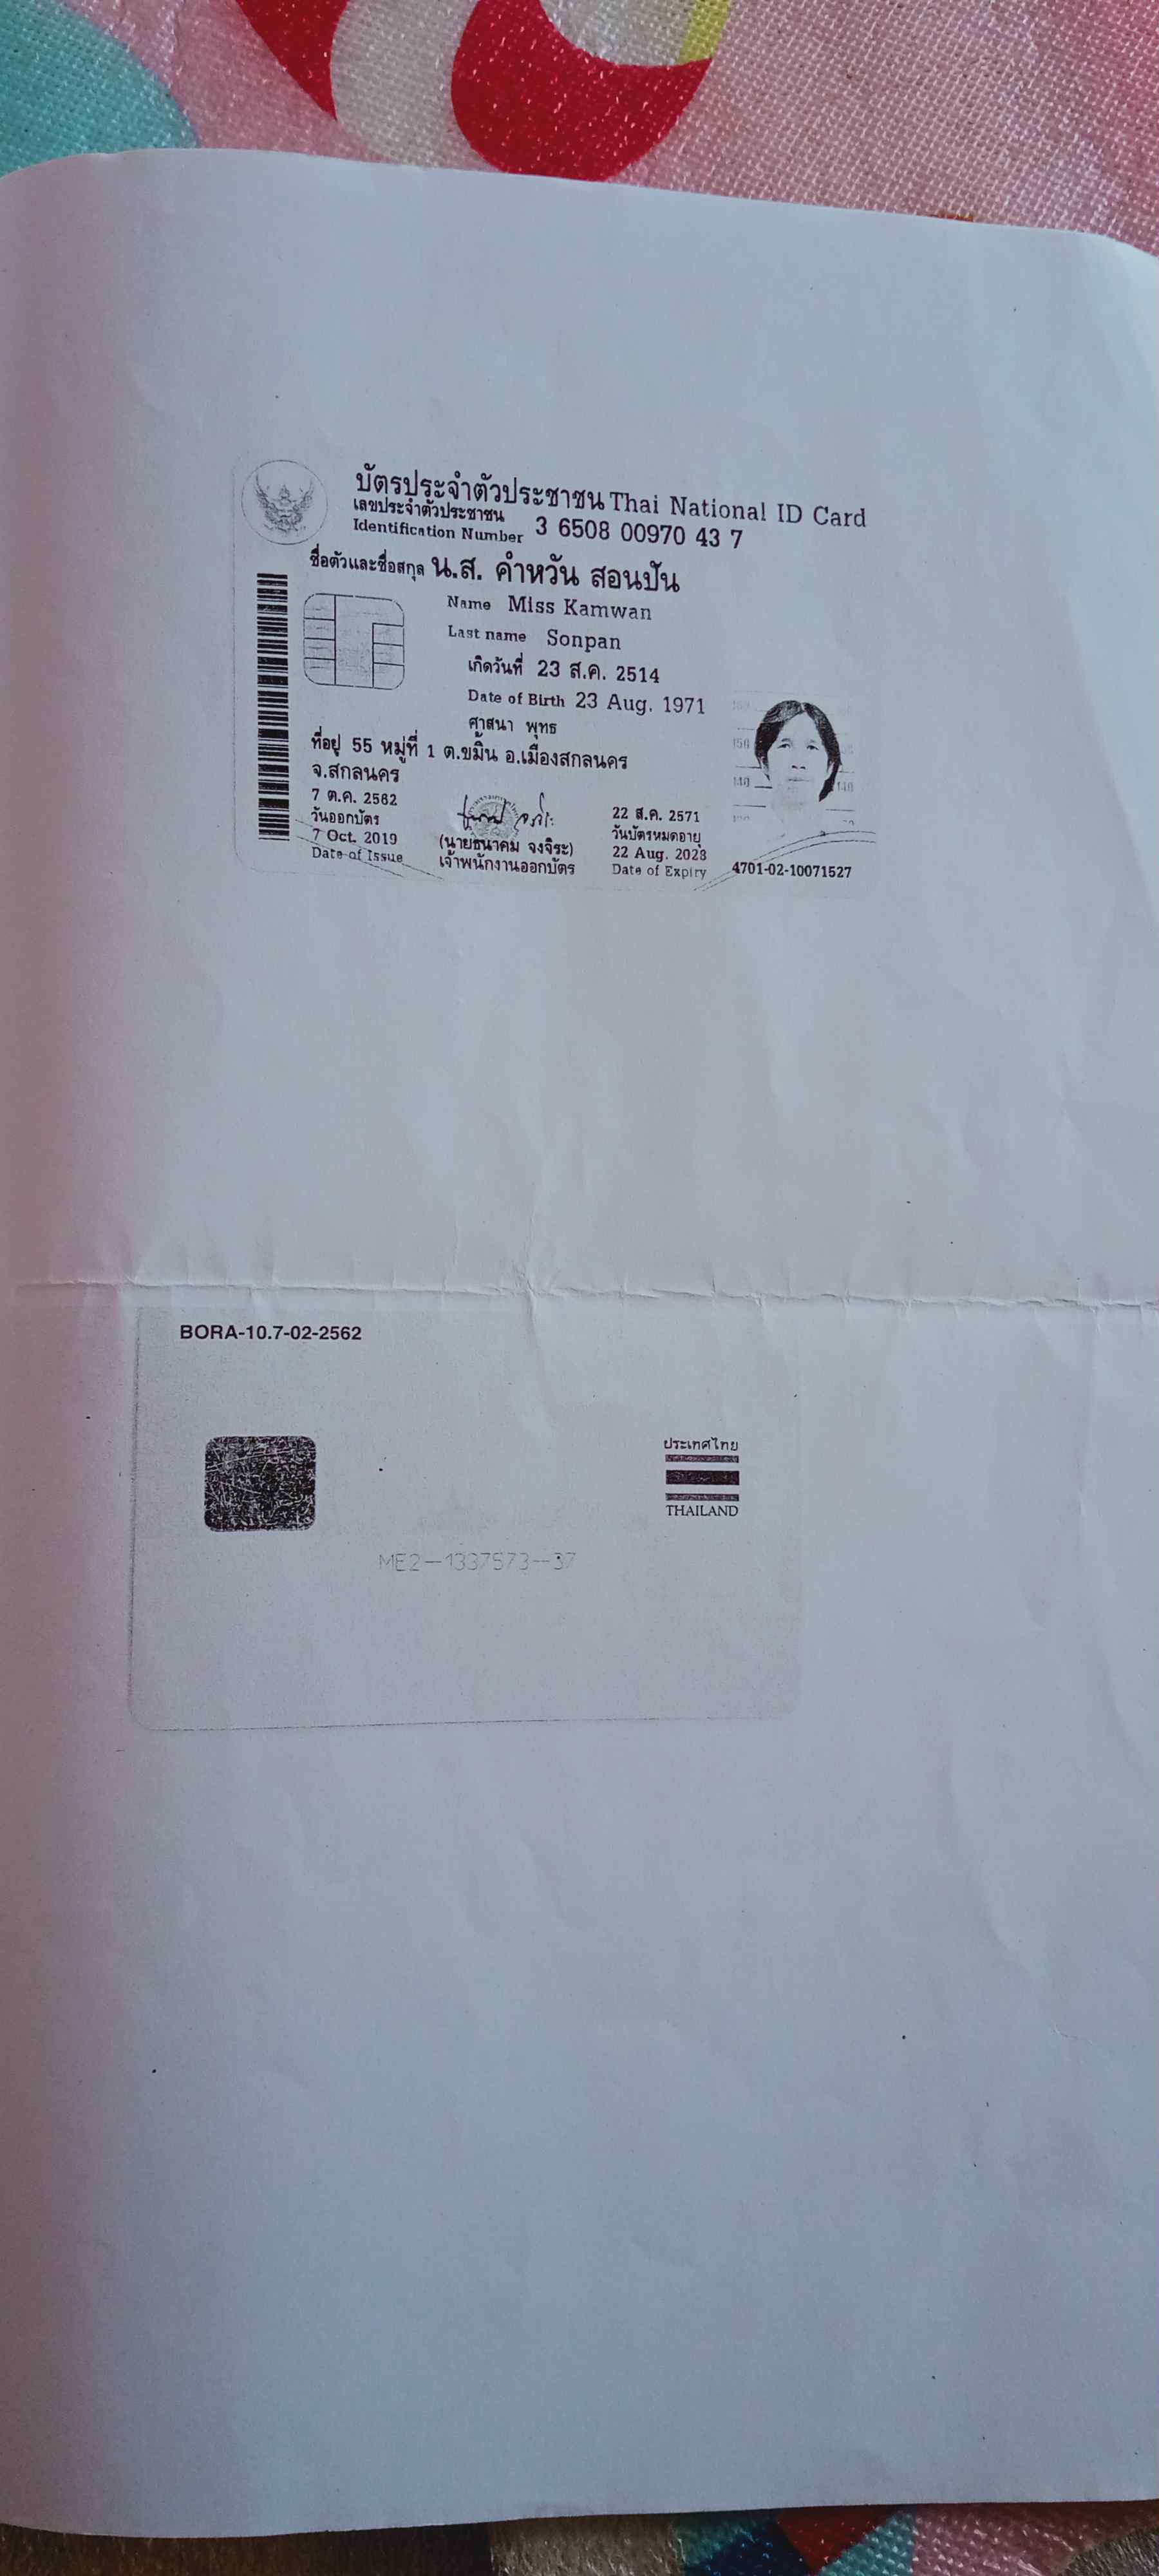 บัตรประจำตัวประชาชน Thai National ID Card
เลขประจำตัวประชาชน
Identification Number 3 6508 00970 43 7
ชื่อตัวและชื่อสกุล น.ส. คำหวัน สอนปัน
Name Miss Kamwan
Last name Sonpan
เกิดวันที่ 23 ส.ค. 2514
Date of Birth 23 Aug. 1971
ศาสนา พุทธ
ที่อยู่ 55 หมู่ที่ 1 ต.ขมิ้น อ.เมืองสกลนคร
จ.สกลนคร
7 ต.ค. 2562
วันออกบัตร
7 Oct. 2019
Date of Issue
(นายธนาคม จงจิระ)
เจ้าพนักงานออกบัตร
22 ส.ค. 2571
วันบัตรหมดอายุ
22 Aug. 2028
Date of Expiry
150
140 140
4701-02-10071527
BORA-10.7-02-2562
ประเทศไทย
THAILAND
ME2-1337573-37